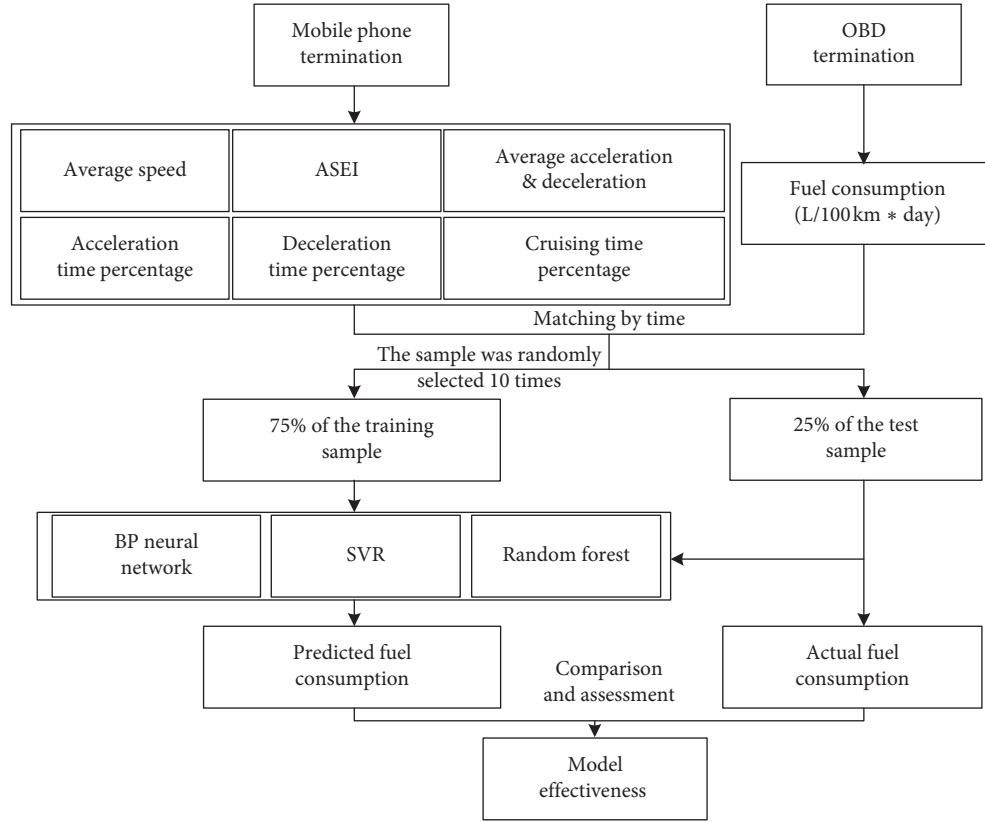 Mobile phone
termination
OBD
termination
Average speed
ASEI
Average acceleration
& deceleration
Acceleration
time percentage
Deceleration
time percentage
Cruising time
percentage
Fuel consumption
(L/100 km ∗ day)
Matching by time
The sample was randomly
selected 10 times
75% of the training
sample
25% of the test
sample
BP neural
network
SVR
Random forest
Predicted fuel
consumption
Comparison
and assessment
Actual fuel
consumption
Model
effectiveness